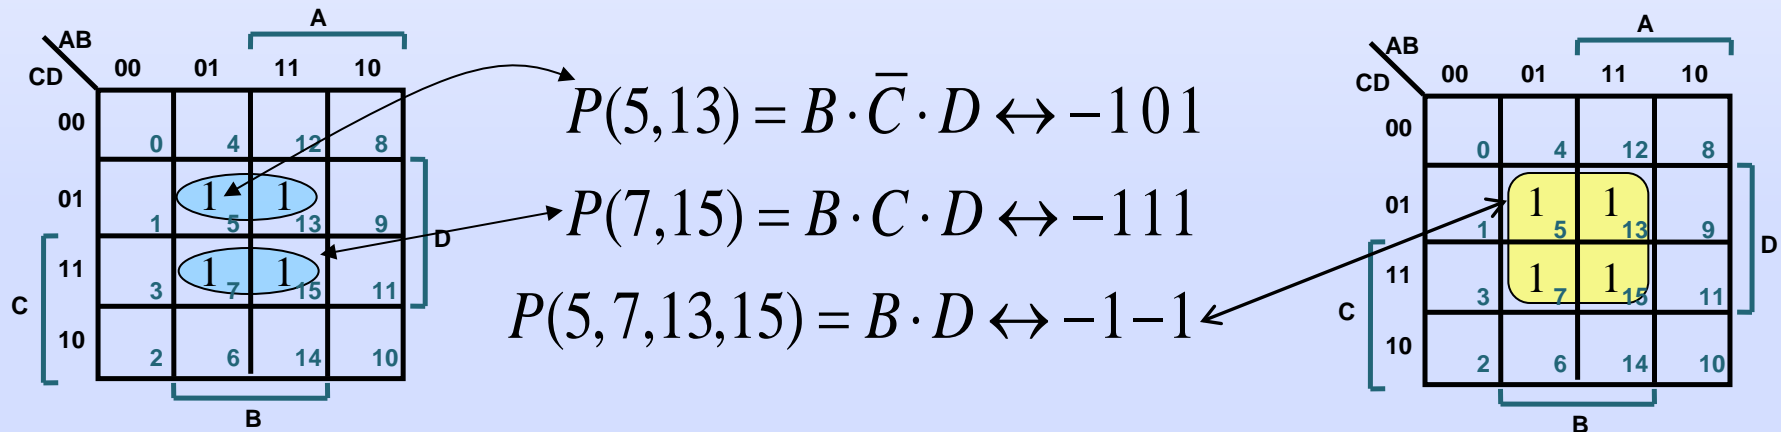 A
AB
CD
00 01 11 10
00
0 4 12 8
01
1 1
1 5 13 9
D
11
1 1
3 7 15 11
C
10
2 6 14 10
B
P(5,13) = B · C̅ · D ↔ −101
P(7,15) = B · C · D ↔ −111
P(5,7,13,15) = B · D ↔ −1−1
A
AB
CD
00 01 11 10
00
0 4 12 8
01
1 1
1 5 13 9
D
11
1 1
3 7 15 11
C
10
2 6 14 10
B